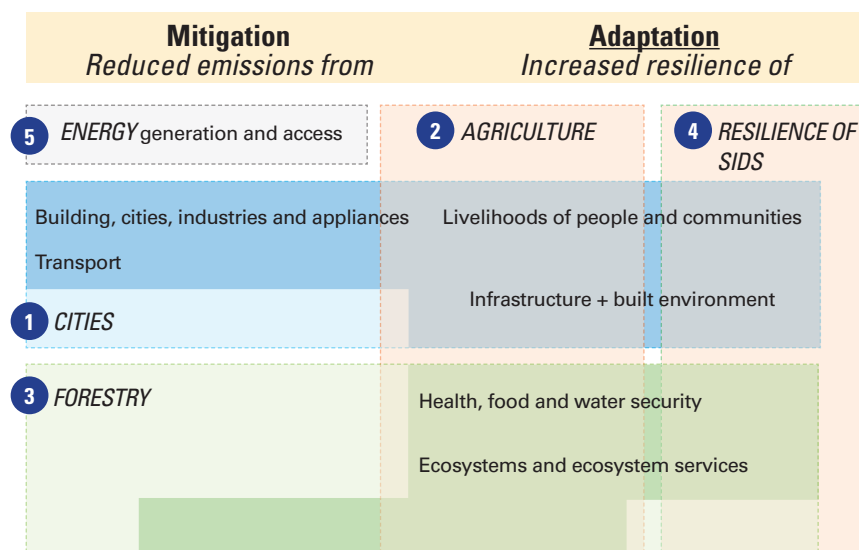 Mitigation
Reduced emissions from
Adaptation
Increased resilience of
5 ENERGY generation and access
2 AGRICULTURE
4 RESILIENCE OF
SIDS
Building, cities, industries and appliances
Livelihoods of people and communities
Transport
Infrastructure + built environment
1 CITIES
3 FORESTRY
Health, food and water security
Ecosystems and ecosystem services